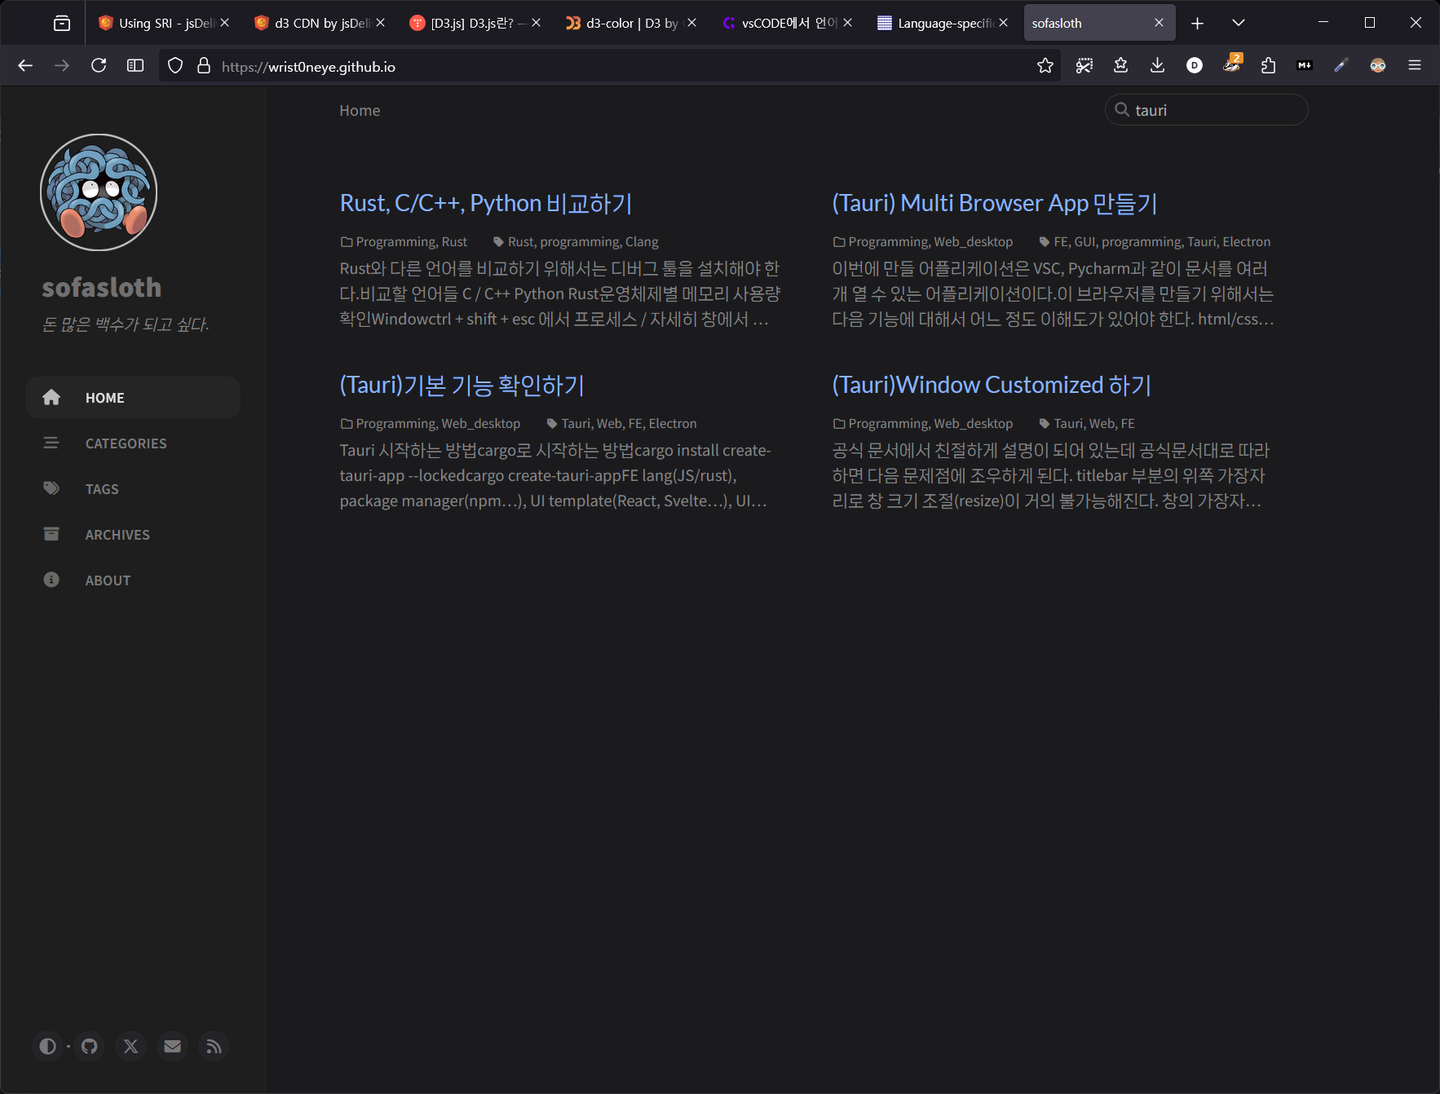 Using SRI - jsDeli
d3 CDN by jsDeli
[D3.js] D3.js란? —
d3-color | D3 by
vsCODE에서 언어
Language-specifi
sofasloth
https://wrist0neye.github.io
2
Home
tauri
sofasloth
돈 많은 백수가 되고 싶다.
HOME
CATEGORIES
TAGS
ARCHIVES
ABOUT
Rust, C/C++, Python 비교하기
Programming, Rust Rust, programming, Clang
Rust와 다른 언어를 비교하기 위해서는 디버그 툴을 설치해야 한
다.비교할 언어들 C / C++ Python Rust운영체제별 메모리 사용량
확인Windowctrl + shift + esc 에서 프로세스 / 자세히 창에서 …
(Tauri) Multi Browser App 만들기
Programming, Web_desktop FE, GUI, programming, Tauri, Electron
이번에 만들 어플리케이션은 VSC, Pycharm과 같이 문서를 여러
개 열 수 있는 어플리케이션이다.이 브라우저를 만들기 위해서는
다음 기능에 대해서 어느 정도 이해도가 있어야 한다. html/css…
(Tauri)기본 기능 확인하기
Programming, Web_desktop Tauri, Web, FE, Electron
Tauri 시작하는 방법cargo로 시작하는 방법cargo install create-
tauri-app --lockedcargo create-tauri-appFE lang(JS/rust),
package manager(npm…), UI template(React, Svelte…), UI…
(Tauri)Window Customized 하기
Programming, Web_desktop Tauri, Web, FE
공식 문서에서 친절하게 설명이 되어 있는데 공식문서대로 따라
하면 다음 문제점에 조우하게 된다. titlebar 부분의 위쪽 가장자
리로 창 크기 조절(resize)이 거의 불가능해진다. 창의 가장자…